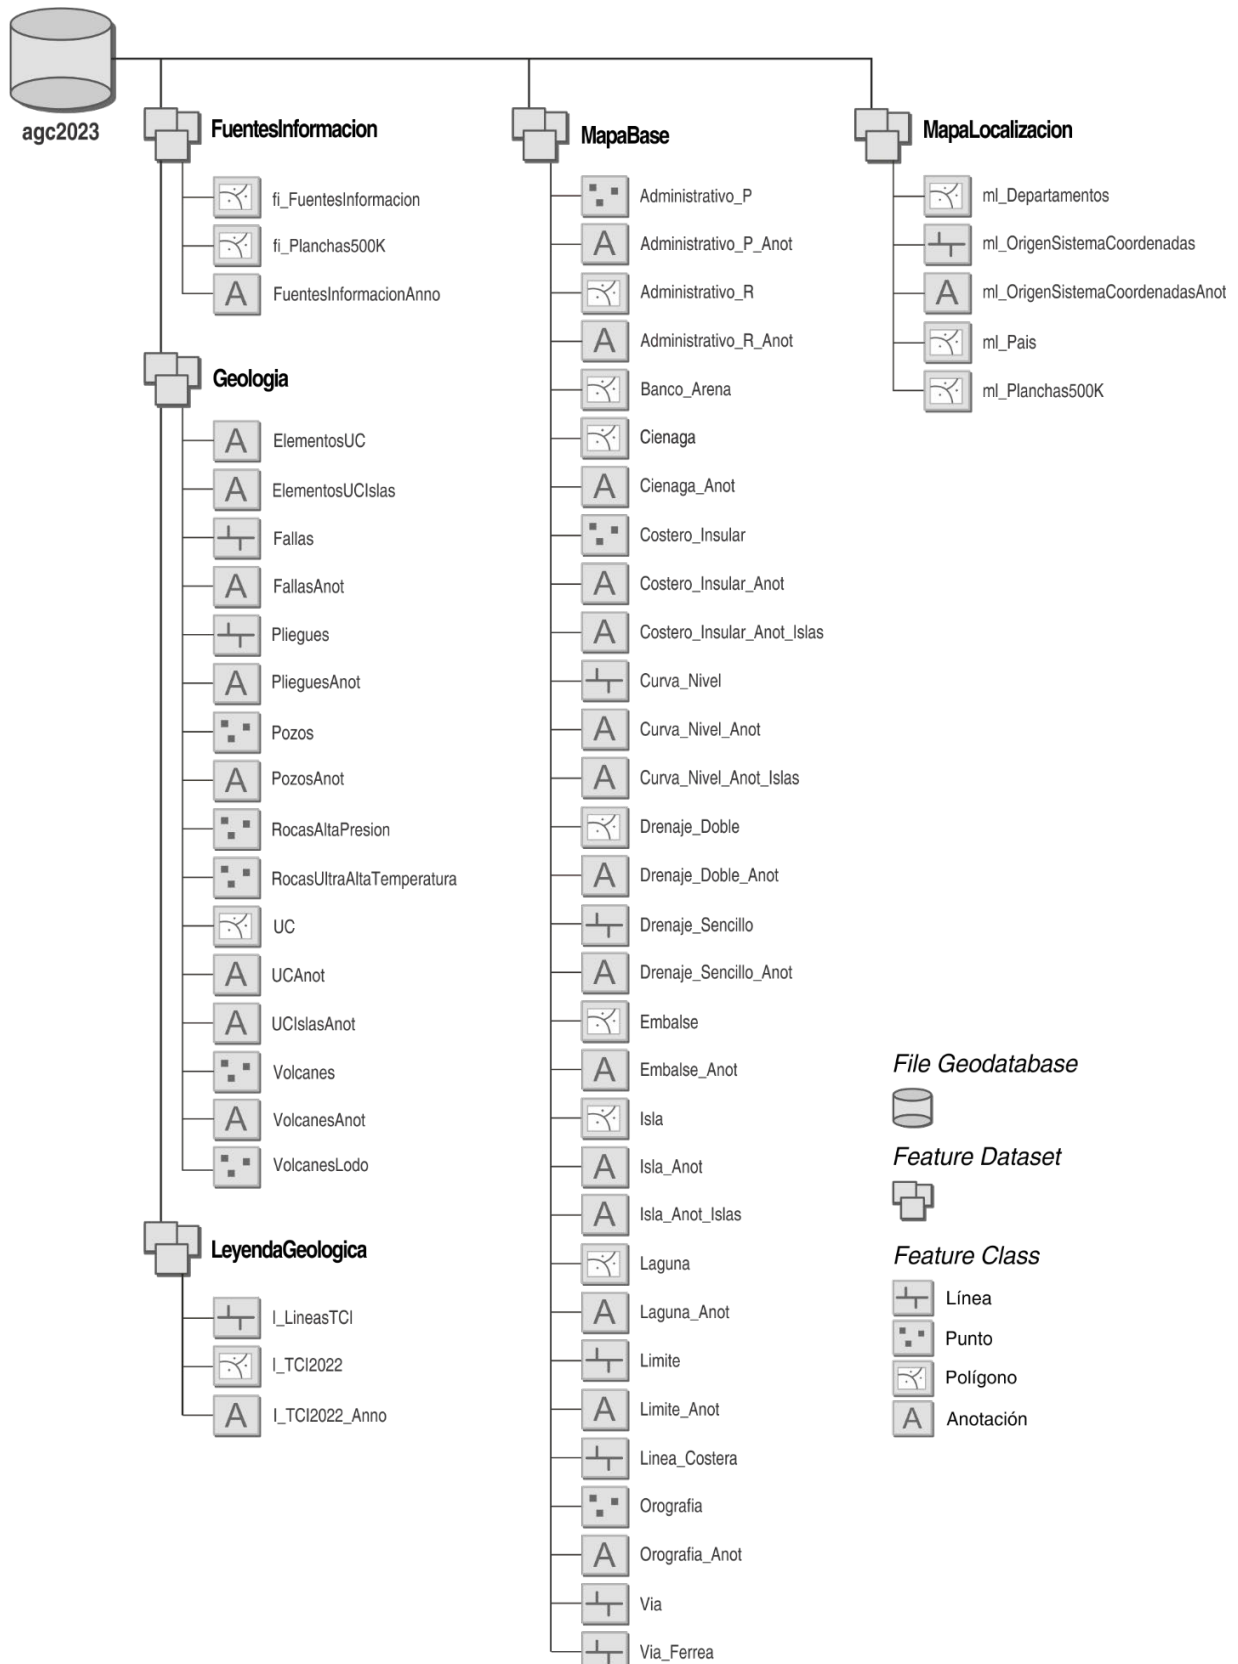 agc2023
FuentesInformacion
fi_FuentesInformacion
fi_Planchas500K
A FuentesInformacionAnno
Geologia
A ElementosUC
A ElementosUCIslas
Fallas
A FallasAnot
Pliegues
A PlieguesAnot
Pozos
A PozosAnot
RocasAltaPresion
RocasUltraAltaTemperatura
UC
A UCAnot
A UCIslasAnot
Volcanes
A VolcanesAnot
VolcanesLodo
LeyendaGeologica
l_LineasTCI
l_TCI2022
A l_TCI2022_Anno
MapaBase
Administrativo_P
A Administrativo_P_Anot
Administrativo_R
A Administrativo_R_Anot
Banco_Arena
Cienaga
A Cienaga_Anot
Costero_Insular
A Costero_Insular_Anot
A Costero_Insular_Anot_Islas
Curva_Nivel
A Curva_Nivel_Anot
A Curva_Nivel_Anot_Islas
Drenaje_Doble
A Drenaje_Doble_Anot
Drenaje_Sencillo
A Drenaje_Sencillo_Anot
Embalse
A Embalse_Anot
Isla
A Isla_Anot
A Isla_Anot_Islas
Laguna
A Laguna_Anot
Limite
A Limite_Anot
Linea_Costera
Orografia
A Orografia_Anot
Via
Via_Ferrea
MapaLocalizacion
ml_Departamentos
ml_OrigenSistemaCoordenadas
A ml_OrigenSistemaCoordenadasAnot
ml_Pais
ml_Planchas500K
File Geodatabase
Feature Dataset
Feature Class
Línea
Punto
Polígono
A Anotación